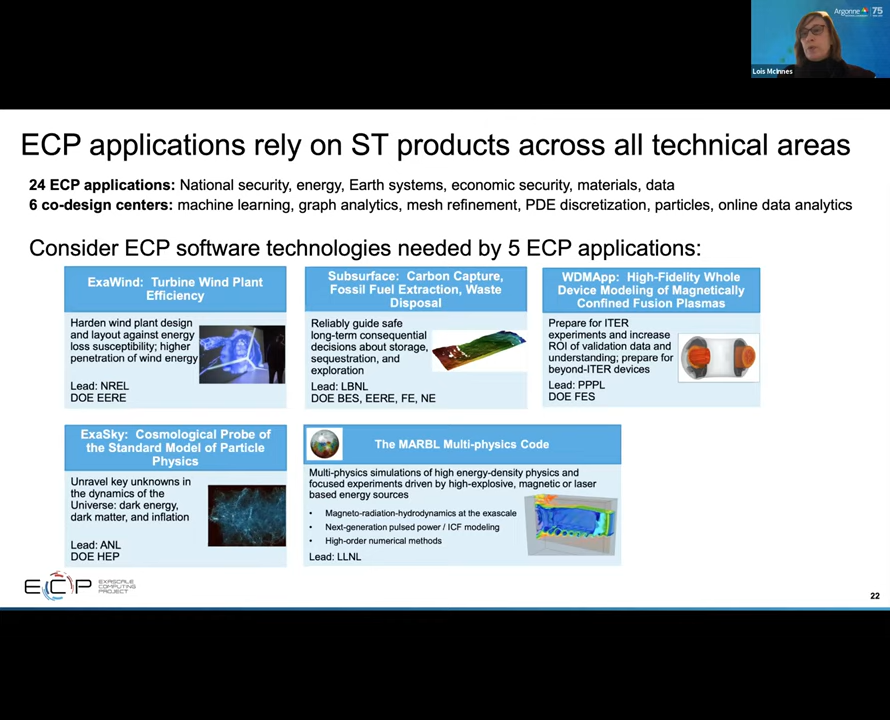 Argonne 75
Lois McInnes
ECP applications rely on ST products across all technical areas
24 ECP applications: National security, energy, Earth systems, economic security, materials, data
6 co-design centers: machine learning, graph analytics, mesh refinement, PDE discretization, particles, online data analytics
Consider ECP software technologies needed by 5 ECP applications:
ExaWind: Turbine Wind Plant
Efficiency
Harden wind plant design
and layout against energy
loss susceptibility; higher
penetration of wind energy
Lead: NREL
DOE EERE
Subsurface: Carbon Capture,
Fossil Fuel Extraction, Waste
Disposal
Reliably guide safe
long-term consequential
decisions about storage,
sequestration, and
exploration
Lead: LBNL
DOE BES, EERE, FE, NE
WDMApp: High-Fidelity Whole
Device Modeling of Magnetically
Confined Fusion Plasmas
Prepare for ITER
experiments and increase
ROI of validation data and
understanding; prepare for
beyond-ITER devices
Lead: PPPL
DOE FES
ExaSky: Cosmological Probe of
the Standard Model of Particle
Physics
Unravel key unknowns in
the dynamics of the
Universe: dark energy,
dark matter, and inflation
Lead: ANL
DOE HEP
The MARBL Multi-physics Code
Multi-physics simulations of high energy-density physics and
focused experiments driven by high-explosive, magnetic or laser
based energy sources
• Magneto-radiation-hydrodynamics at the exascale
• Next-generation pulsed power / ICF modeling
• High-order numerical methods
Lead: LLNL
ECP
EXASCALE
COMPUTING
PROJECT
22